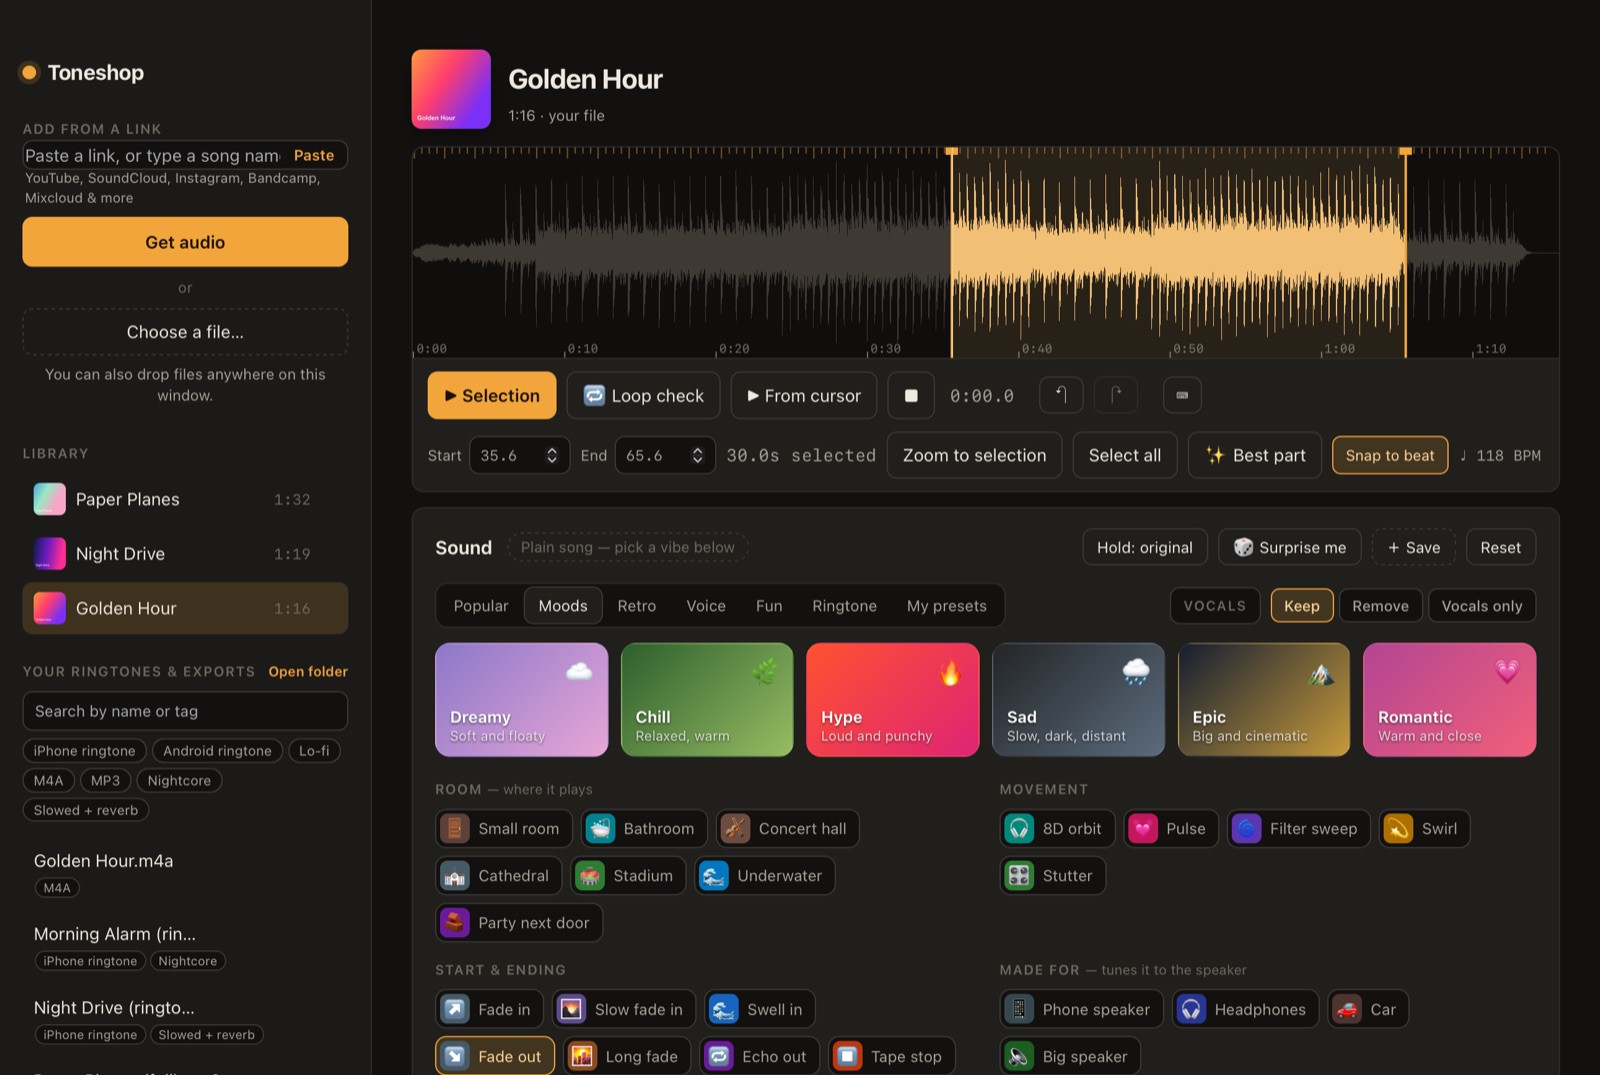 Toneshop
ADD FROM A LINK
Paste a link, or type a song nam
Paste
YouTube, SoundCloud, Instagram, Bandcamp,
Mixcloud & more
Get audio
or
Choose a file...
You can also drop files anywhere on this
window.
LIBRARY
Paper Planes 1:32
Night Drive 1:19
Golden Hour 1:16
YOUR RINGTONES & EXPORTS Open folder
Search by name or tag
iPhone ringtone Android ringtone Lo-fi
M4A MP3 Nightcore
Slowed + reverb
Golden Hour.m4a
M4A
Morning Alarm (rin...
iPhone ringtone Nightcore
Night Drive (ringto...
iPhone ringtone Slowed + reverb
Golden Hour
Golden Hour
1:16 · your file
0:00 0:10 0:20 0:30 0:40 0:50 1:00 1:10
Selection Loop check From cursor 0:00.0
Start 35.6 End 65.6 30.0s selected Zoom to selection Select all Best part Snap to beat ♩ 118 BPM
Sound Plain song — pick a vibe below Hold: original Surprise me + Save Reset
Popular Moods Retro Voice Fun Ringtone My presets VOCALS Keep Remove Vocals only
Dreamy
Soft and floaty
Chill
Relaxed, warm
Hype
Loud and punchy
Sad
Slow, dark, distant
Epic
Big and cinematic
Romantic
Warm and close
ROOM — where it plays
Small room Bathroom Concert hall
Cathedral Stadium Underwater
Party next door
MOVEMENT
8D orbit Pulse Filter sweep Swirl
Stutter
START & ENDING
Fade in Slow fade in Swell in
Fade out Long fade Echo out Tape stop
MADE FOR — tunes it to the speaker
Phone speaker Headphones Car
Big speaker